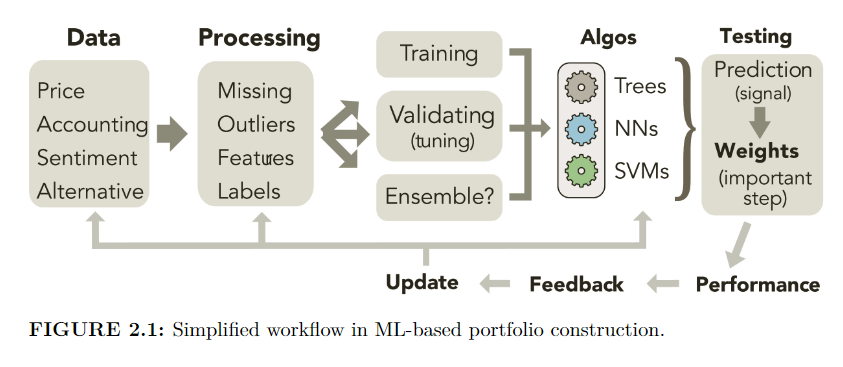 Data
Price
Accounting
Sentiment
Alternative
Processing
Missing
Outliers
Features
Labels
Training
Validating
(tuning)
Ensemble?
Algos
Trees
NNs
SVMs
Testing
Prediction
(signal)
Weights
(important
step)
Update
Feedback
Performance
FIGURE 2.1: Simplified workflow in ML-based portfolio construction.